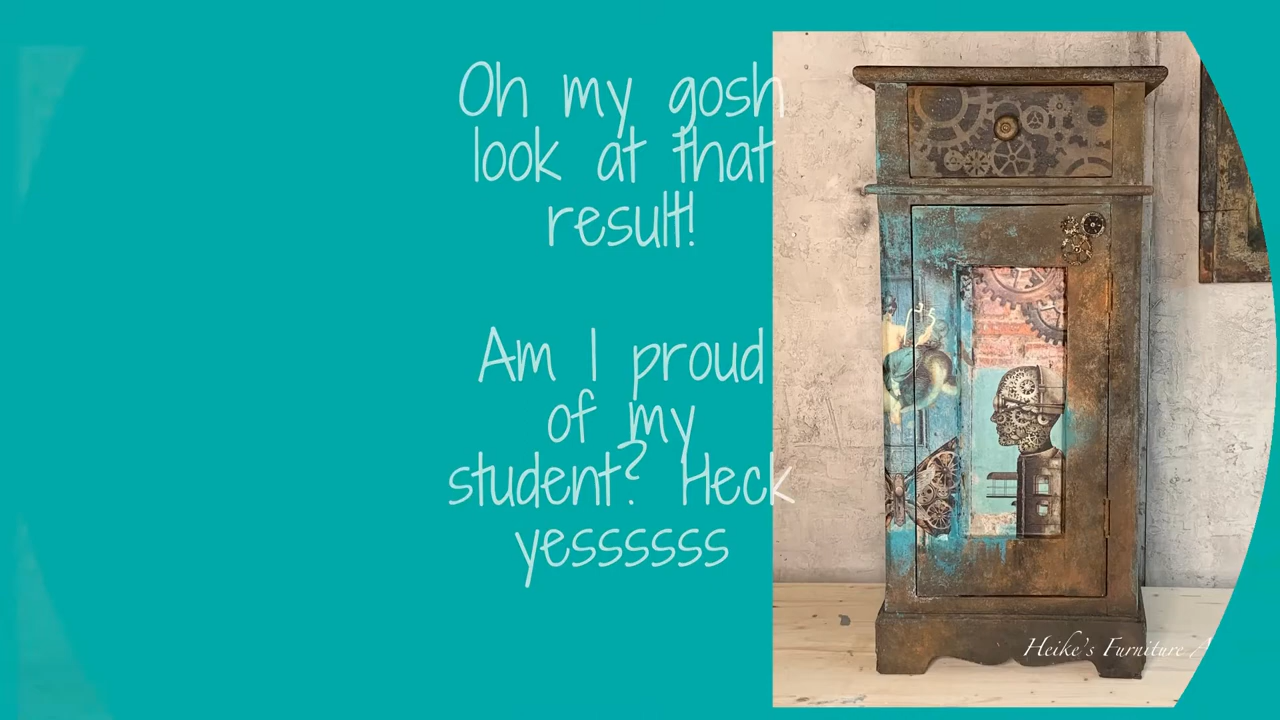 Oh my gosh
look at that
result!
Am I proud
of my
student? Heck
yessssss
Heike's Furniture A